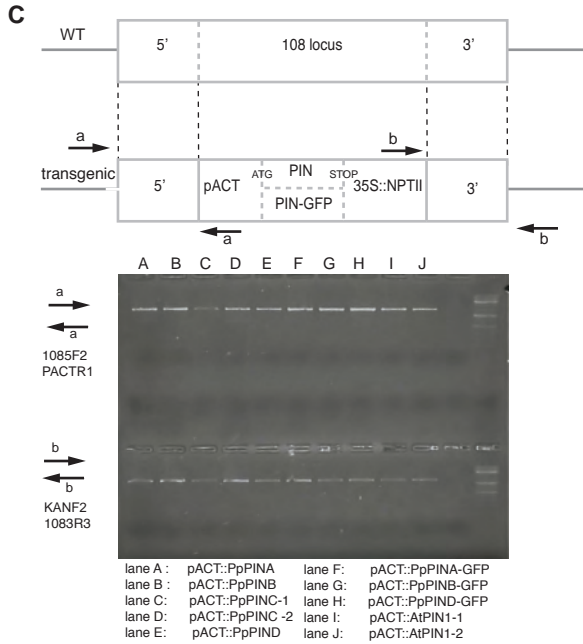 C
WT
5’ 108 locus 3’
a b
transgenic
5’ pACT ATG PIN STOP 35S::NPTII 3’
PIN-GFP
a b
A B C D E F G H I J
a
a
1085F2
PACTR1
b
b
KANF2
1083R3
lane A : pACT::PpPINA lane F: pACT::PpPINA-GFP
lane B : pACT::PpPINB lane G: pACT::PpPINB-GFP
lane C: pACT::PpPINC-1 lane H: pACT::PpPIND-GFP
lane D: pACT::PpPINC -2 lane I: pACT::AtPIN1-1
lane E: pACT::PpPIND lane J: pACT::AtPIN1-2